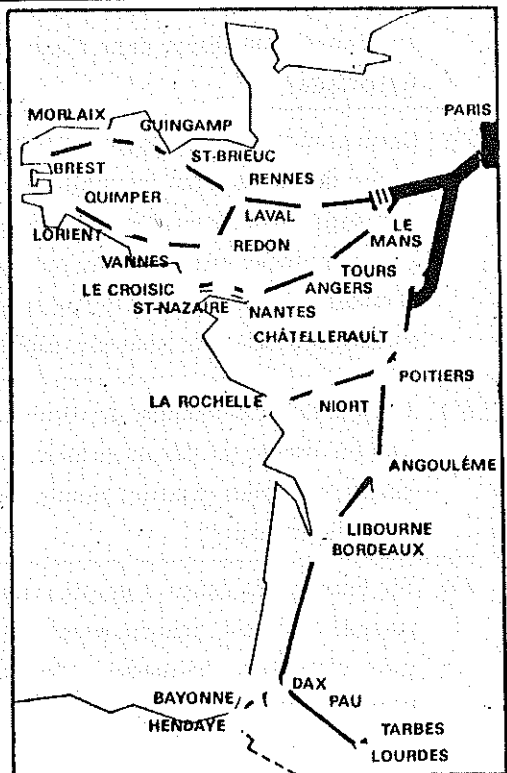 PARIS
MORLAIX
GUINGAMP
ST-BRIEUC
BREST
RENNES
QUIMPER
LAVAL
LE
MANS
LORIENT
REDON
VANNES
TOURS
LE CROISIC
ANGERS
ST-NAZAIRE
NANTES
CHÂTELLERAULT
POITIERS
LA ROCHELLE
NIORT
ANGOULÉME
LIBOURNE
BORDEAUX
DAX
BAYONNE
PAU
HENDAYE
TARBES
LOURDES